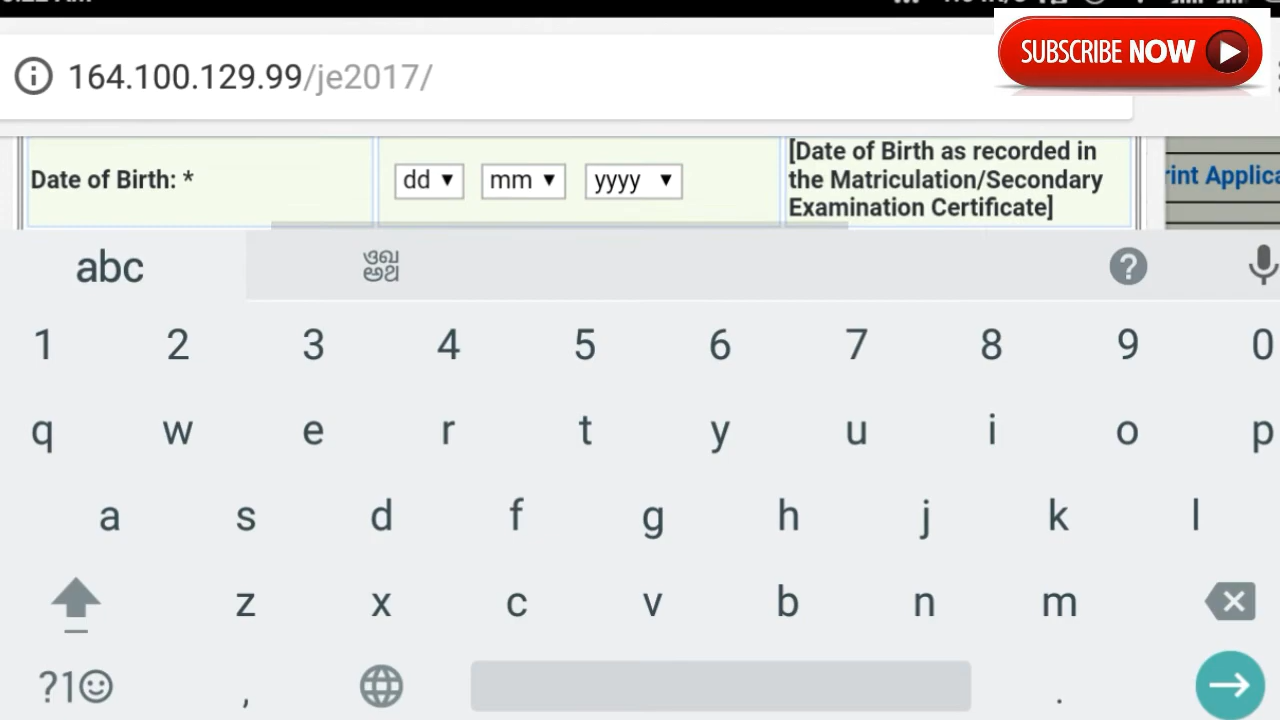 SUBSCRIBE NOW
164.100.129.99/je2017/
Date of Birth: *
dd mm yyyy
[Date of Birth as recorded in
the Matriculation/Secondary
Examination Certificate]
rint Applica
abc ?
1 2 3 4 5 6 7 8 9 0
q w e r t y u i o p
a s d f g h j k l
z x c v b n m
?1☺ , .